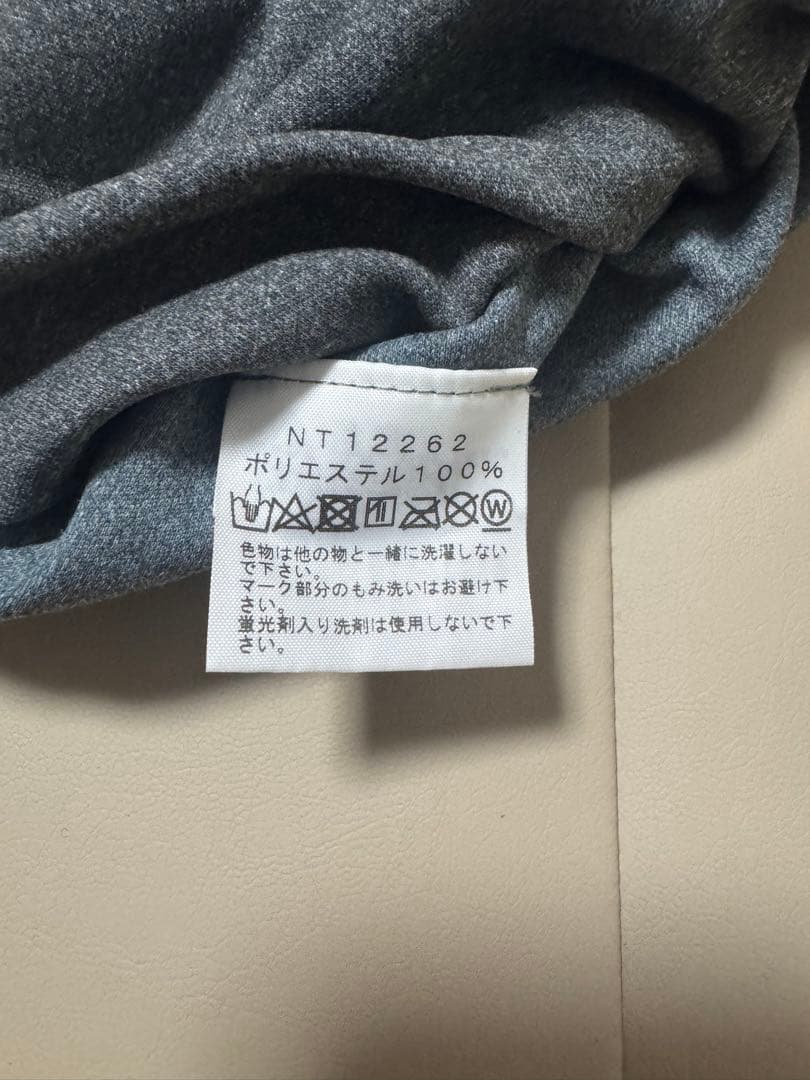 NT12262
ポリエステル100%
W
色物は他の物と一緒に洗濯しない
で下さい。
マーク部分のもみ洗いはお避け下
さい。
蛍光剤入り洗剤は使用しないで下
さい。